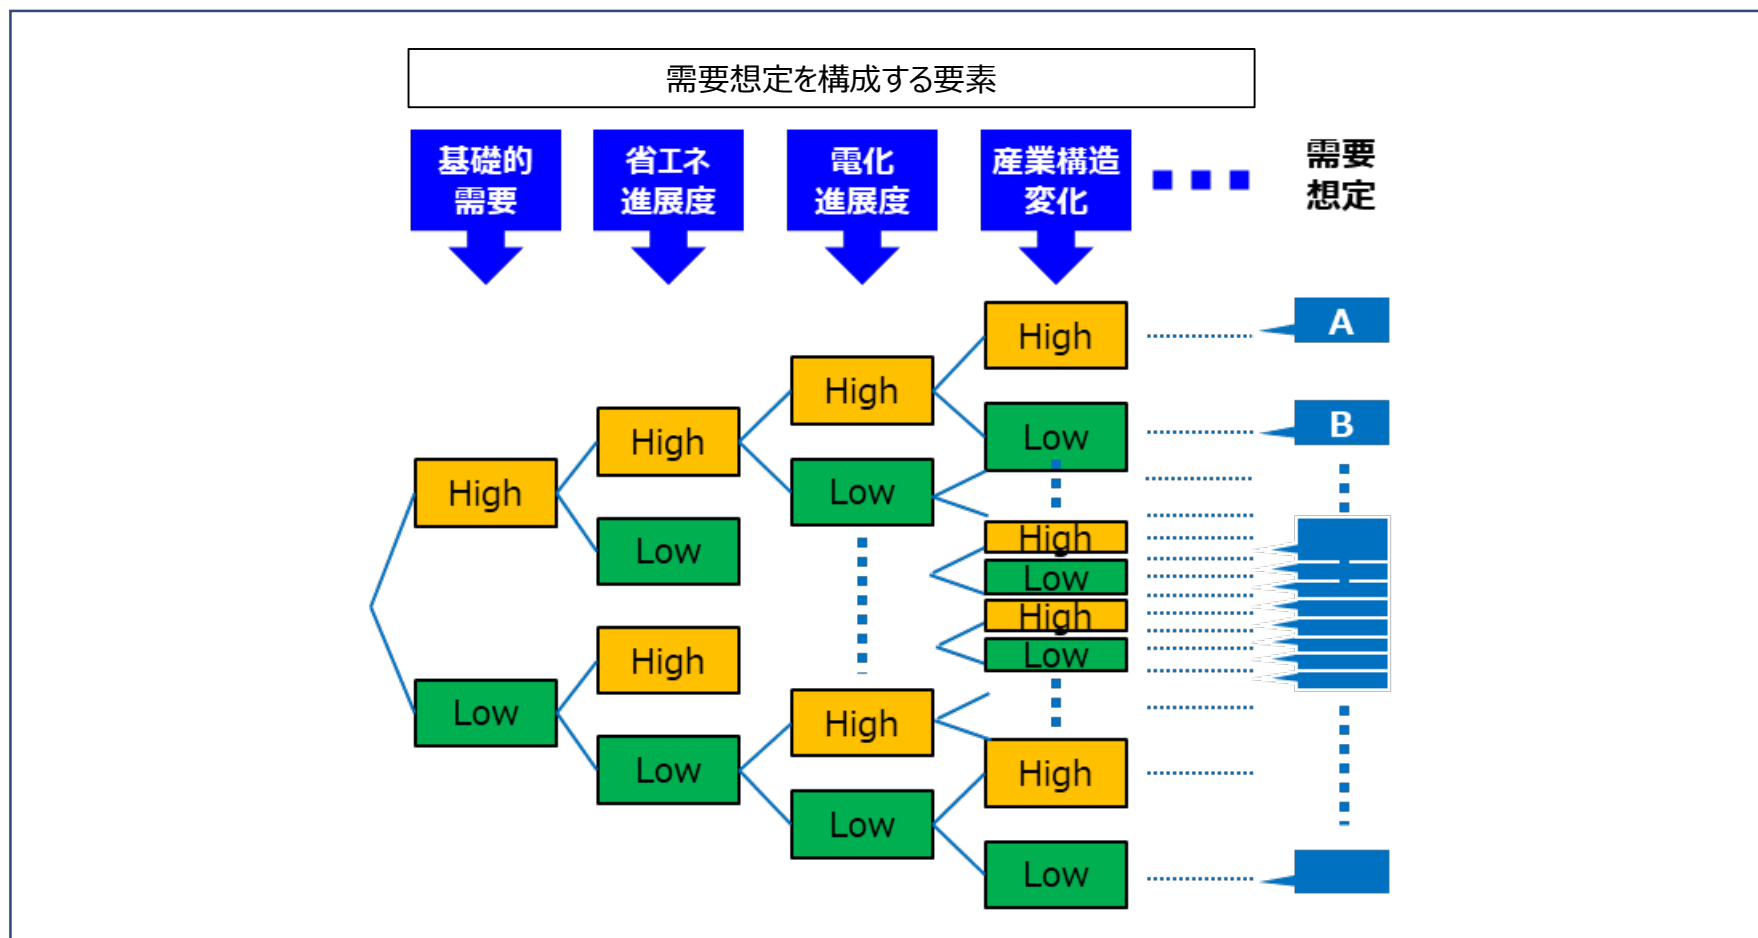 需要想定を構成する要素
基礎的
需要
省エネ
進展度
電化
進展度
産業構造
変化
需要
想定
High
Low
High
Low
High
Low
High
Low
High
Low
High
Low
High
Low
High
Low
High
Low
A
B